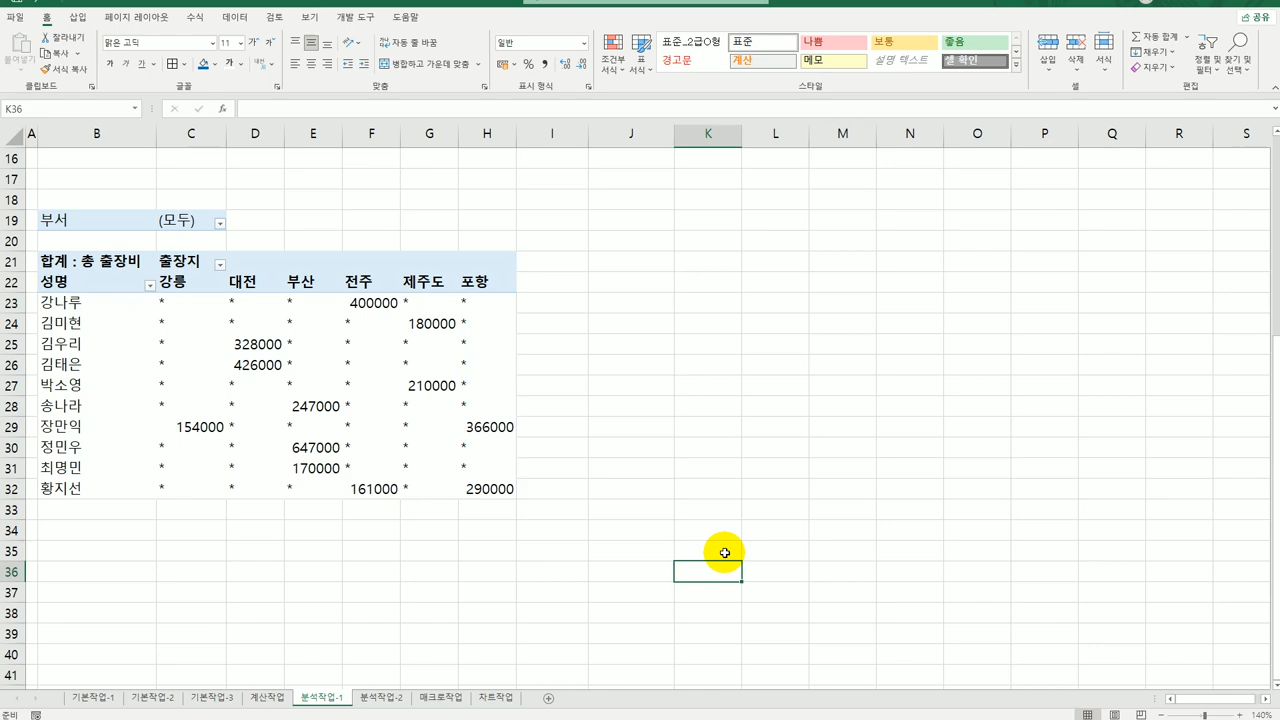 파일 홈 삽입 페이지 레이아웃 수식 데이터 검토 보기 개발 도구 도움말 공유
잘라내기 맑은 고딕 11 가 가 자동 줄 바꿈 일반 표준_2급O형 표준 나쁨 보통 좋음 자동 합계
복사 채우기
붙여넣기 서식 복사 가 가 가 병합하고 가운데 맞춤 % 조건부 서식 표 서식 경고문 계산 메모 설명 텍스트 셀 확인 삽입 삭제 서식 지우기 정렬 및 필터 찾기 및 선택
클립보드 글꼴 맞춤 표시 형식 스타일 셀 편집
K36 fx
A B C D E F G H I J K L M N O P Q R S
16
17
18
19 부서 (모두)
20
21 합계 : 총 출장비 출장지
22 성명 강릉 대전 부산 전주 제주도 포항
23 강나루 * * * 400000 * *
24 김미현 * * * * 180000 *
25 김우리 * 328000 * * * *
26 김태은 * 426000 * * * *
27 박소영 * * * * 210000 *
28 송나라 * * 247000 * * *
29 장만익 154000 * * * * 366000
30 정민우 * * 647000 * * *
31 최명민 * * 170000 * * *
32 황지선 * * * 161000 * 290000
33
34
35
36
37
38
39
40
41
기본작업-1 기본작업-2 기본작업-3 계산작업 분석작업-1 분석작업-2 매크로작업 차트작업
준비 140%